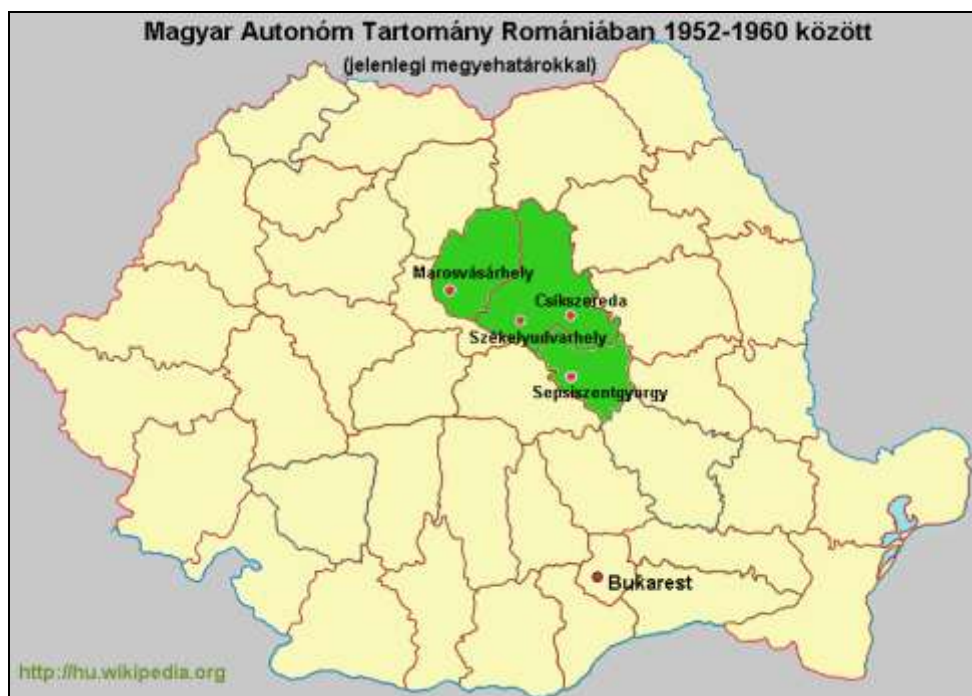 Magyar Autonóm Tartomány Romániában 1952-1960 között
(jelenlegi megyehatárokkal)
Marosvásárhely
Csíkszereda
Székelyudvarhely
Sepsiszentgyörgy
Bukarest
http://hu.wikipedia.org